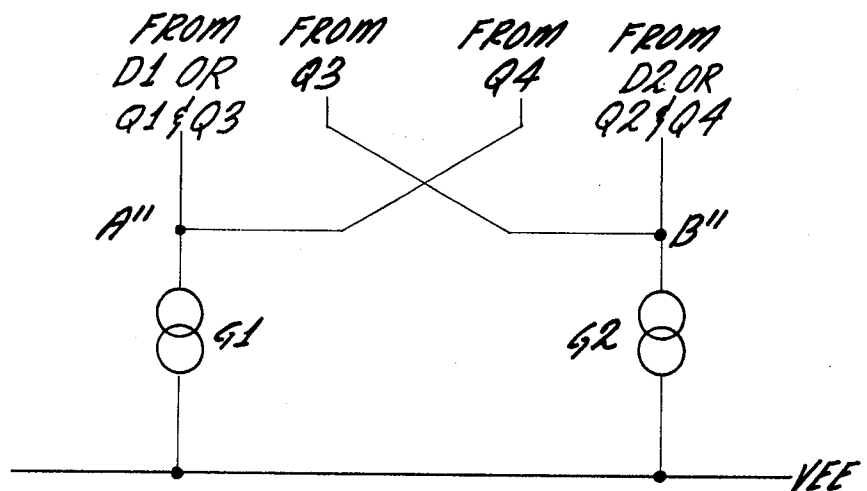 FROM
D1 OR
Q1 & Q3
FROM
Q3
FROM
Q4
FROM
D2 OR
Q2 & Q4
A"
B"
G1
G2
VEE